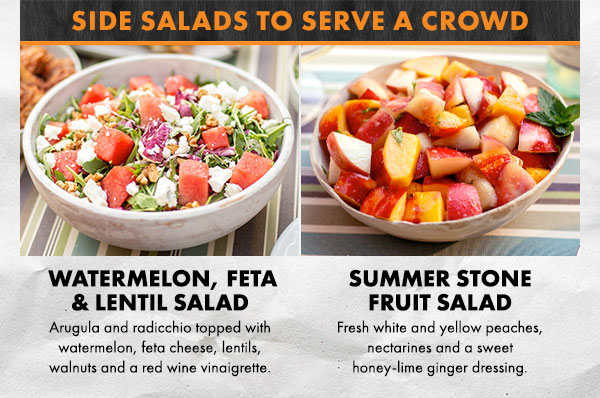 SIDE SALADS TO SERVE A CROWD
WATERMELON, FETA
& LENTIL SALAD
Arugula and radicchio topped with
watermelon, feta cheese, lentils,
walnuts and a red wine vinaigrette.
SUMMER STONE
FRUIT SALAD
Fresh white and yellow peaches,
nectarines and a sweet
honey-lime ginger dressing.